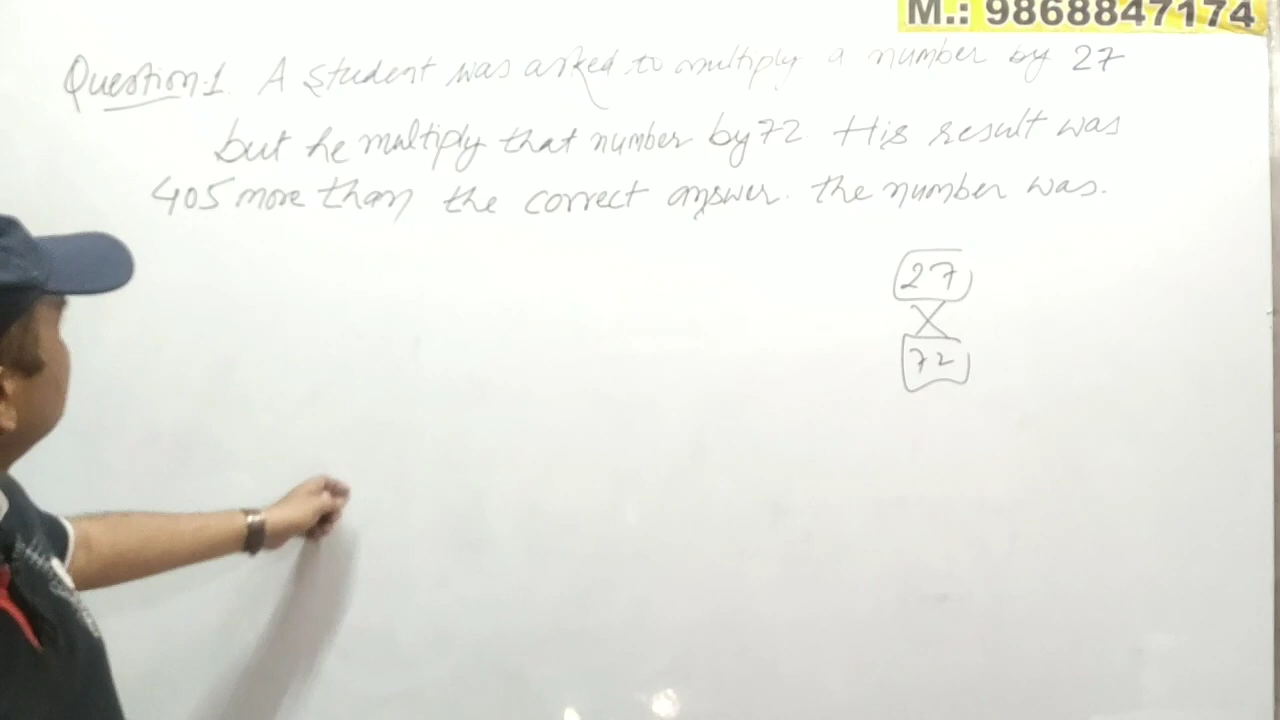 M.: 9868847174
Question-1. A student was asked to multiply a number by 27
but he multiply that number by 72. His result was
405 more than the correct answer. the number was.
27
X
72